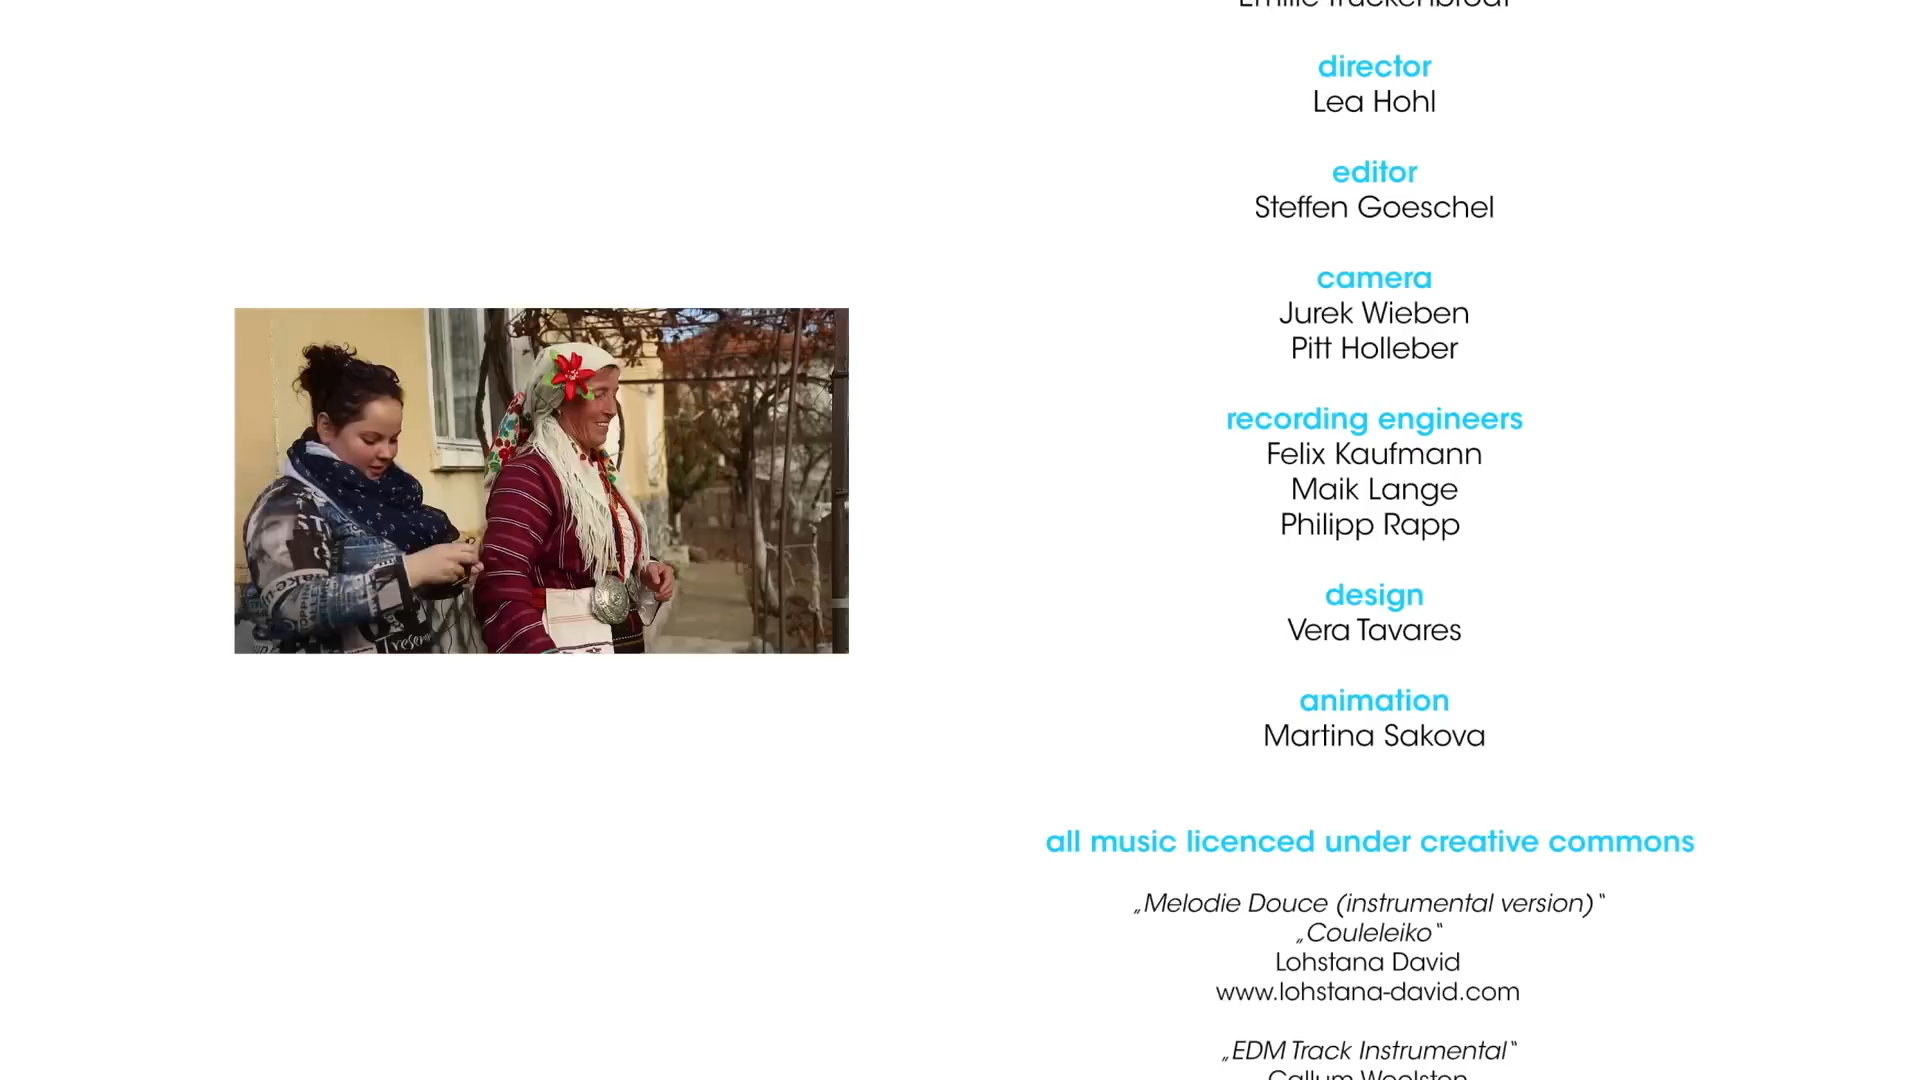 director
Lea Hohl
editor
Steffen Goeschel
camera
Jurek Wieben
Pitt Holleber
recording engineers
Felix Kaufmann
Maik Lange
Philipp Rapp
design
Vera Tavares
animation
Martina Sakova
all music licenced under creative commons
„Melodie Douce (instrumental version)“
„Couleleiko“
Lohstana David
www.lohstana-david.com
„EDM Track Instrumental“
Callum Woolston